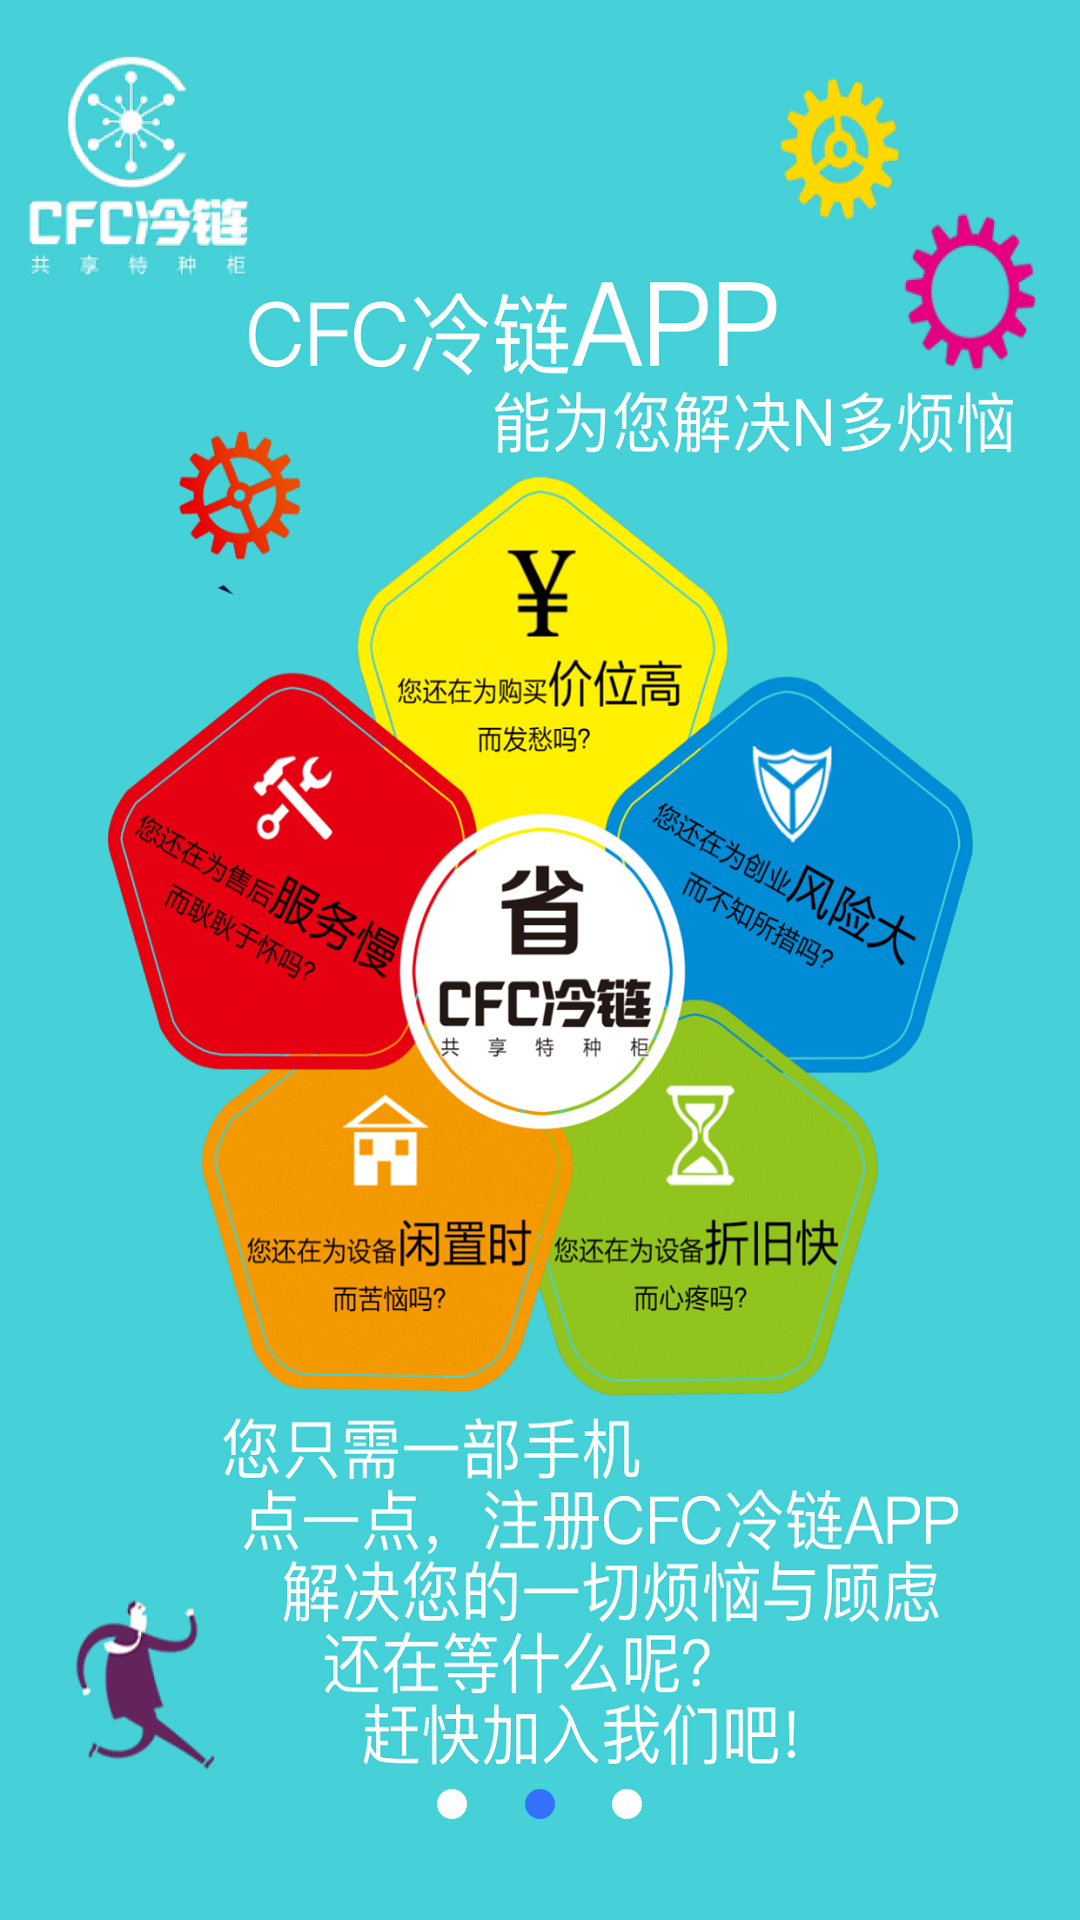 CFC冷链
共享特种柜
CFC冷链APP
能为您解决N多烦恼
¥
您还在为购买价位高
而发愁吗?
您还在为售后服务慢
而耿耿于怀吗?
您还在为创业风险大
而不知所措吗?
省
CFC冷链
共享特种柜
您还在为设备闲置时
而苦恼吗?
您还在为设备折旧快
而心疼吗?
您只需一部手机
点一点，注册CFC冷链APP
解决您的一切烦恼与顾虑
还在等什么呢?
赶快加入我们吧!